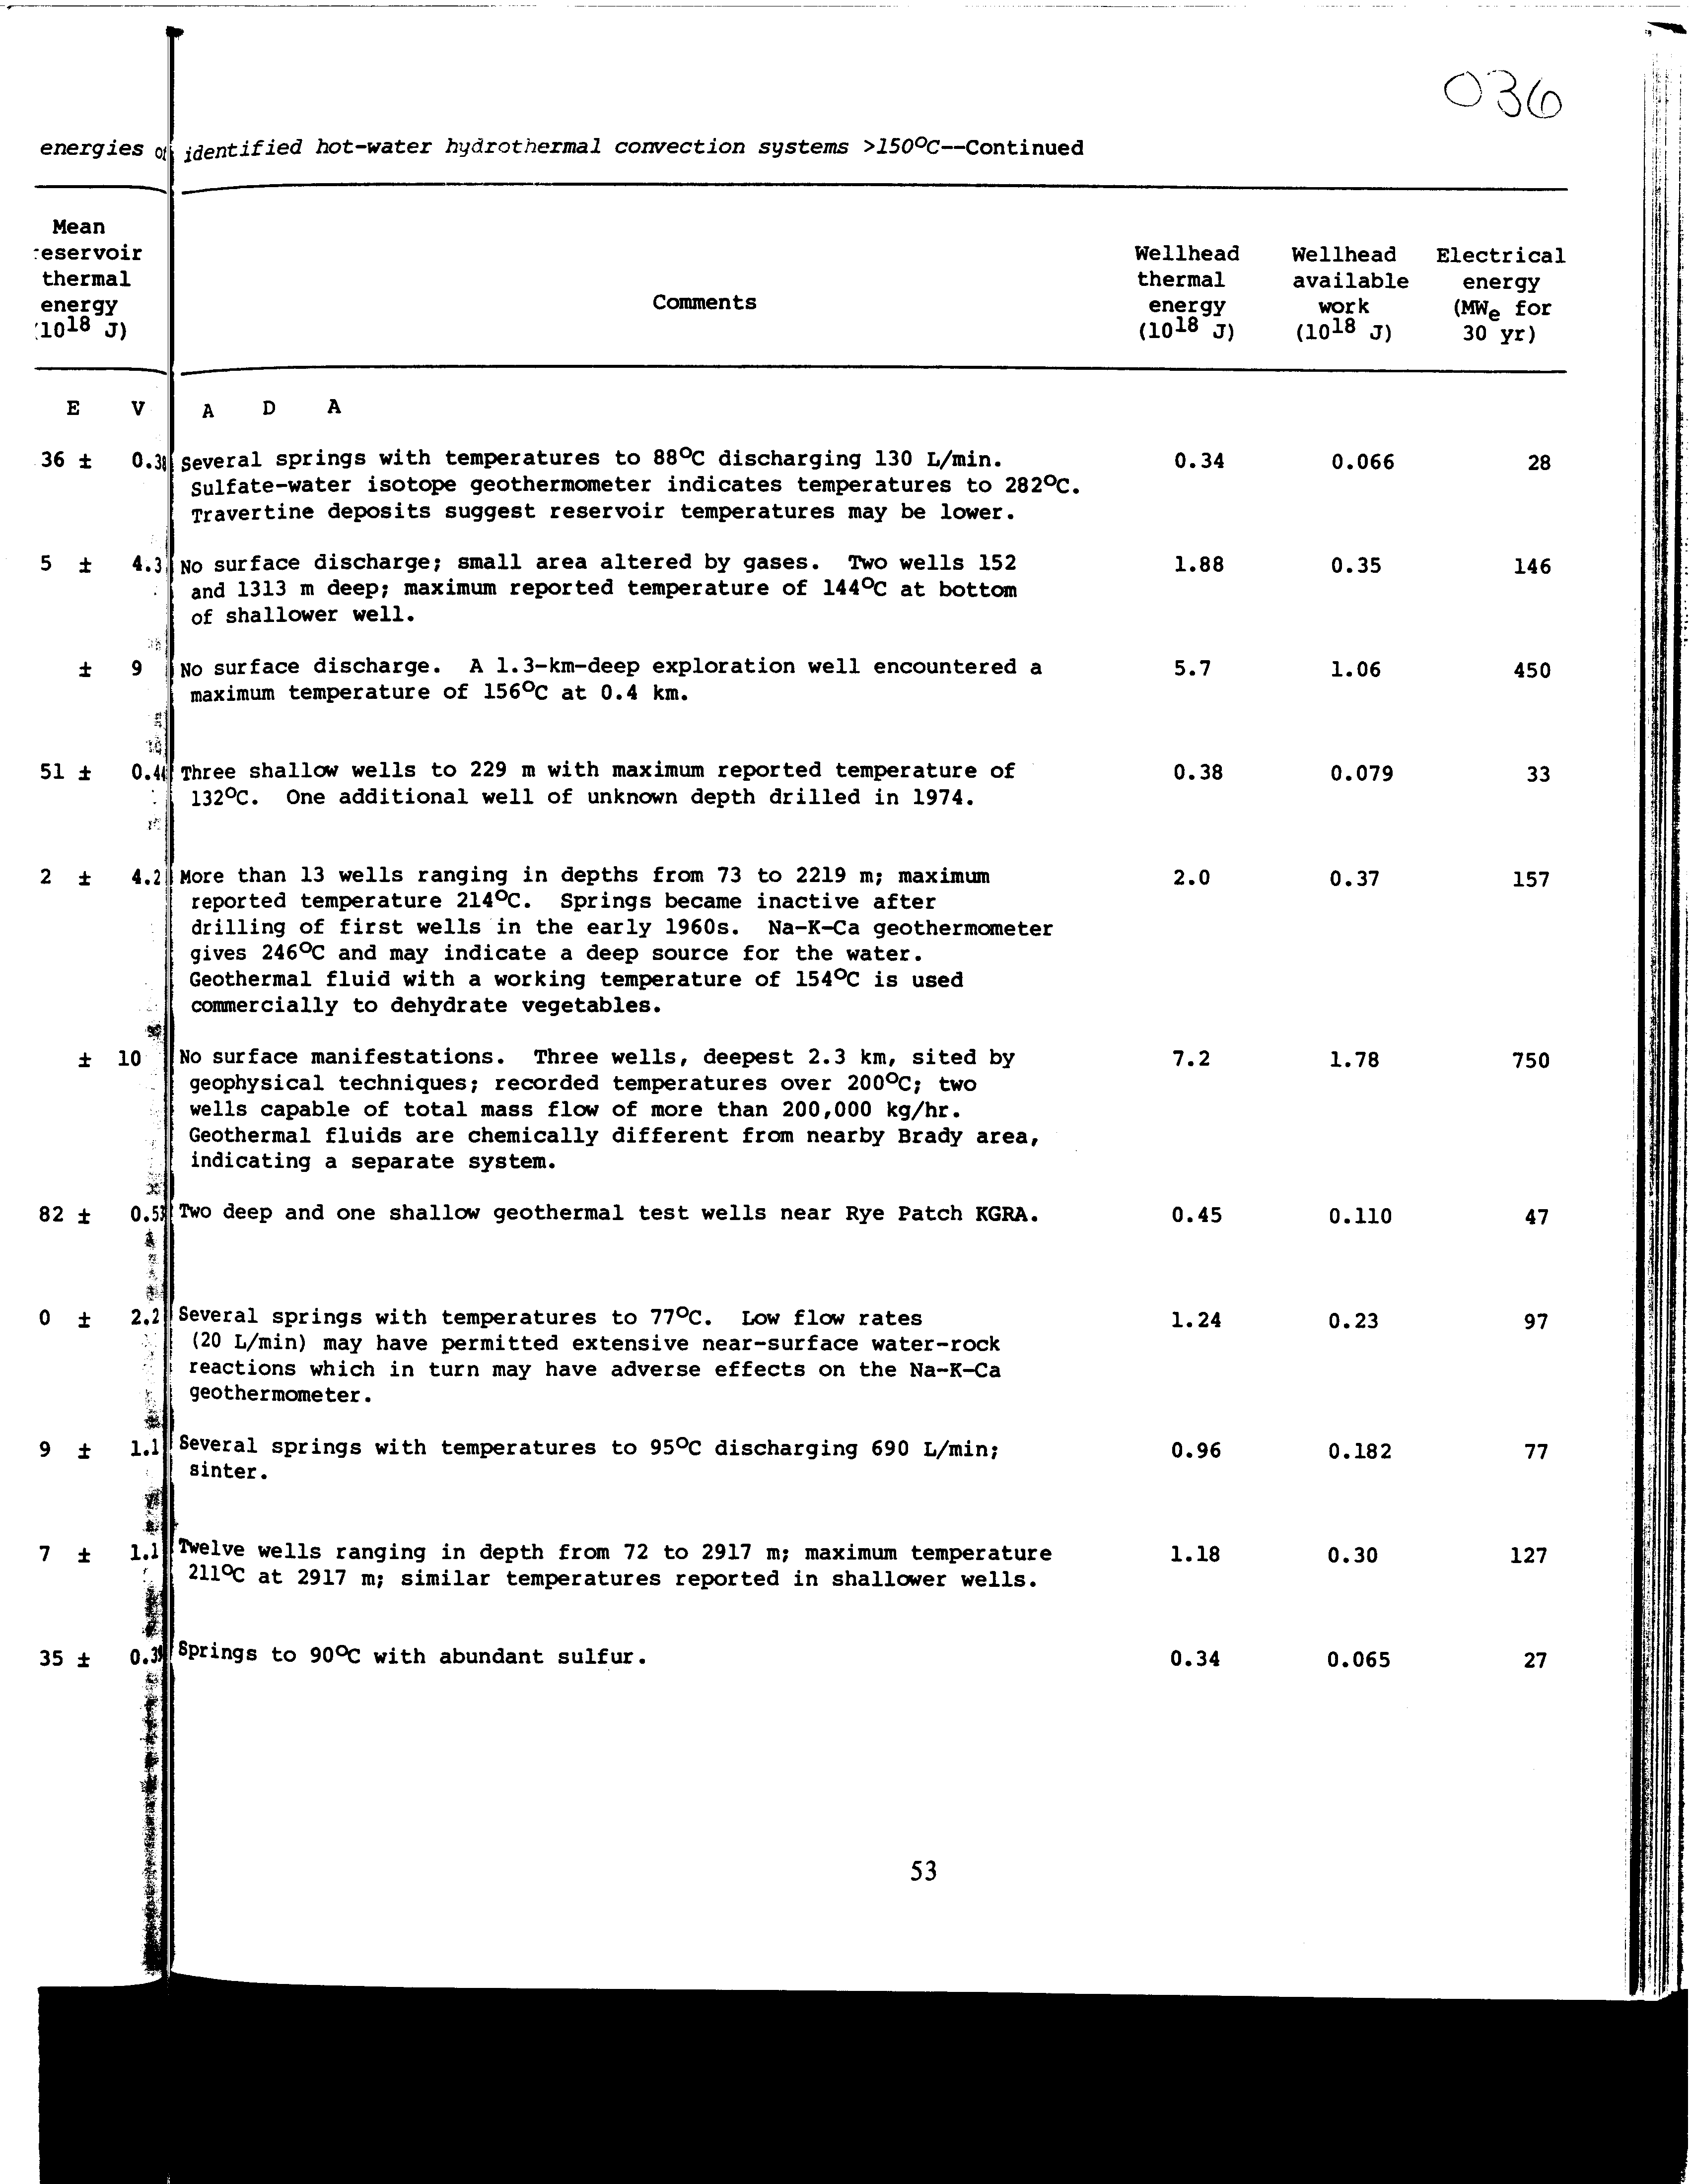 036
energies of identified hot-water hydrothermal convection systems >150°C--Continued
Mean
reservoir
thermal
energy
(10^18 J)
Comments
Wellhead
thermal
energy
(10^18 J)
Wellhead
available
work
(10^18 J)
Electrical
energy
(MWe for
30 yr)
E V A D A
36 ± 0.38 Several springs with temperatures to 88°C discharging 130 L/min. 0.34 0.066 28
Sulfate-water isotope geothermometer indicates temperatures to 282°C.
Travertine deposits suggest reservoir temperatures may be lower.
5 ± 4.3 No surface discharge; small area altered by gases. Two wells 152 1.88 0.35 146
and 1313 m deep; maximum reported temperature of 144°C at bottom
of shallower well.
± 9 No surface discharge. A 1.3-km-deep exploration well encountered a 5.7 1.06 450
maximum temperature of 156°C at 0.4 km.
51 ± 0.44 Three shallow wells to 229 m with maximum reported temperature of 0.38 0.079 33
132°C. One additional well of unknown depth drilled in 1974.
2 ± 4.2 More than 13 wells ranging in depths from 73 to 2219 m; maximum 2.0 0.37 157
reported temperature 214°C. Springs became inactive after
drilling of first wells in the early 1960s. Na-K-Ca geothermometer
gives 246°C and may indicate a deep source for the water.
Geothermal fluid with a working temperature of 154°C is used
commercially to dehydrate vegetables.
± 10 No surface manifestations. Three wells, deepest 2.3 km, sited by 7.2 1.78 750
geophysical techniques; recorded temperatures over 200°C; two
wells capable of total mass flow of more than 200,000 kg/hr.
Geothermal fluids are chemically different from nearby Brady area,
indicating a separate system.
82 ± 0.53 Two deep and one shallow geothermal test wells near Rye Patch KGRA. 0.45 0.110 47
0 ± 2.2 Several springs with temperatures to 77°C. Low flow rates 1.24 0.23 97
(20 L/min) may have permitted extensive near-surface water-rock
reactions which in turn may have adverse effects on the Na-K-Ca
geothermometer.
9 ± 1.1 Several springs with temperatures to 95°C discharging 690 L/min; 0.96 0.182 77
sinter.
7 ± 1.1 Twelve wells ranging in depth from 72 to 2917 m; maximum temperature 1.18 0.30 127
211°C at 2917 m; similar temperatures reported in shallower wells.
35 ± 0.39 Springs to 90°C with abundant sulfur. 0.34 0.065 27
53